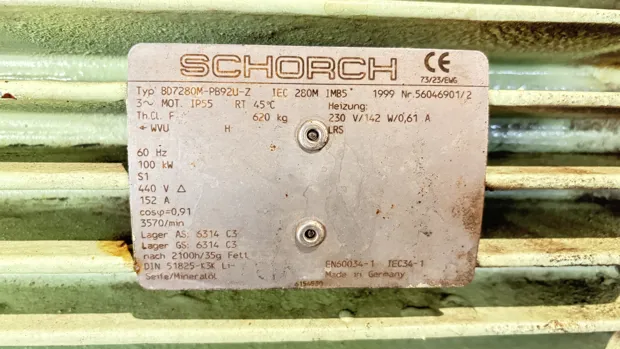 SCHORCH
CE
73/23/EWG
Typ BD7280M-PB92U-Z IEC 280M IMB5 1999 Nr.56046901/2
3~ MOT. IP55 RT 45°C Heizung:
Th.Cl. F 620 kg 230 V/142 W/0,61 A
WVU H LRS
60 Hz
100 kW
S1
440 V △
152 A
cosφ=0,91
3570/min
Lager AS: 6314 C3
Lager GS: 6314 C3
nach 2100h/35g Fett
DIN 51825-K3K Li- EN60034-1 IEC34-1
Seife/Mineralöl Made in Germany